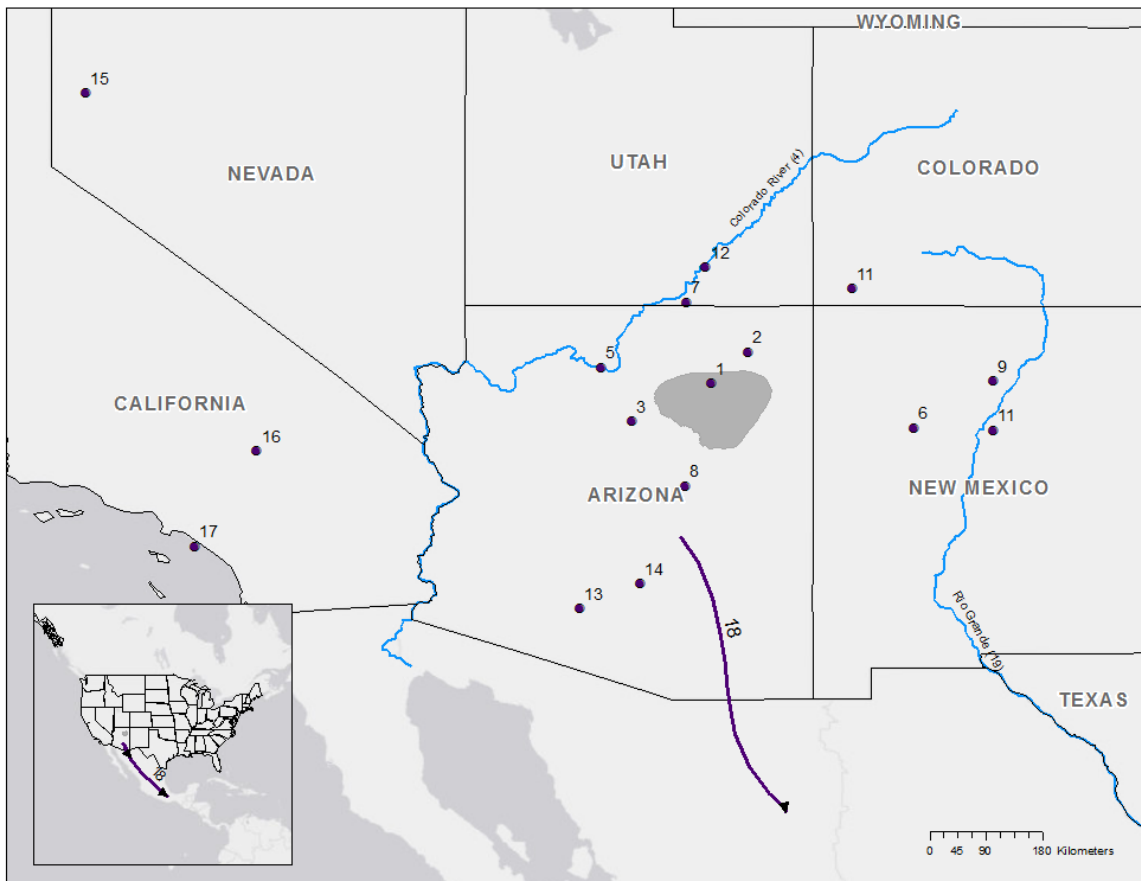 WYOMING
15
NEVADA
UTAH
COLORADO
Colorado River (4)
12
11
7
2
5
1
9
CALIFORNIA
3
6
11
16
8
ARIZONA
NEW MEXICO
17
14
13
18
Rio Grande (19)
TEXAS
18
0 45 90 180 Kilometers